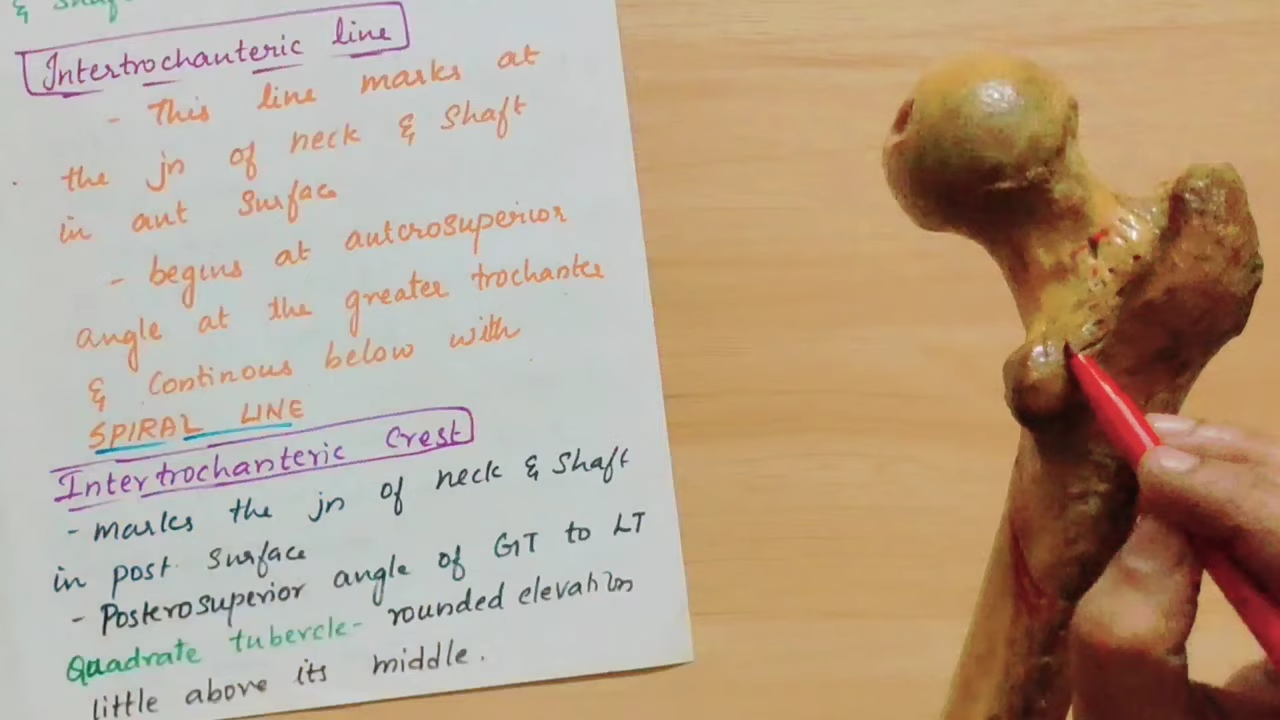 & Shaf
Intertrochanteric line
- This line marks at
the jn of neck & Shaft
in ant Surface
- begins at anterosuperior
angle at the greater trochanter
& Continous below with
SPIRAL LINE
Intertrochanteric Crest
- marks the jn of neck & Shaft
in post. Surface
- Posterosuperior angle of GT to LT
Quadrate tubercle - rounded elevation
little above its middle.